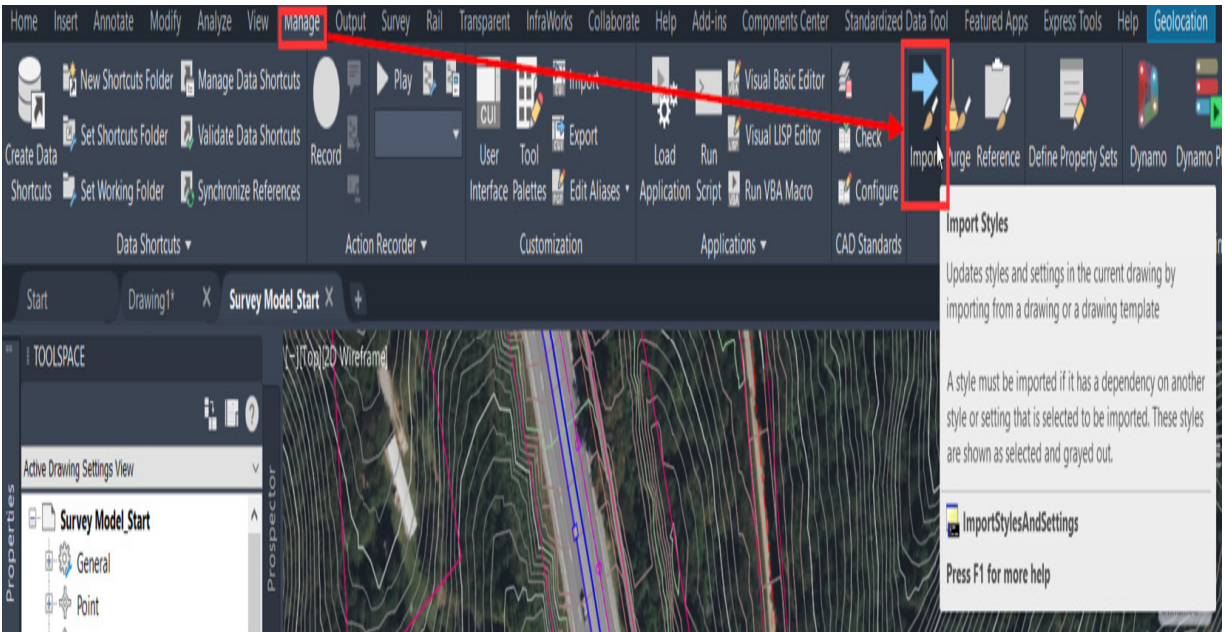 Home Insert Annotate Modify Analyze View Manage Output Survey Rail Transparent InfraWorks Collaborate Help Add-ins Components Center Standardized Data Tool Featured Apps Express Tools Help Geolocation
New Shortcuts Folder Manage Data Shortcuts Play Import Visual Basic Editor
Set Shortcuts Folder Validate Data Shortcuts CUI Export Visual LISP Editor Check
Create Data Shortcuts Record User Interface Tool Palettes Load Application Run Script Import Purge Reference Define Property Sets Dynamo Dynamo
Set Working Folder Synchronize References Edit Aliases Run VBA Macro Configure
Data Shortcuts Action Recorder Customization Applications CAD Standards
Import Styles
Updates styles and settings in the current drawing by
importing from a drawing or a drawing template
A style must be imported if it has a dependency on another
style or setting that is selected to be imported. These styles
are shown as selected and grayed out.
ImportStylesAndSettings
Press F1 for more help
Start Drawing1* X Survey Model_Start X +
TOOLSPACE
[-][Top][2D Wireframe]
Active Drawing Settings View
Survey Model_Start
General
Point
Properties
Prospector